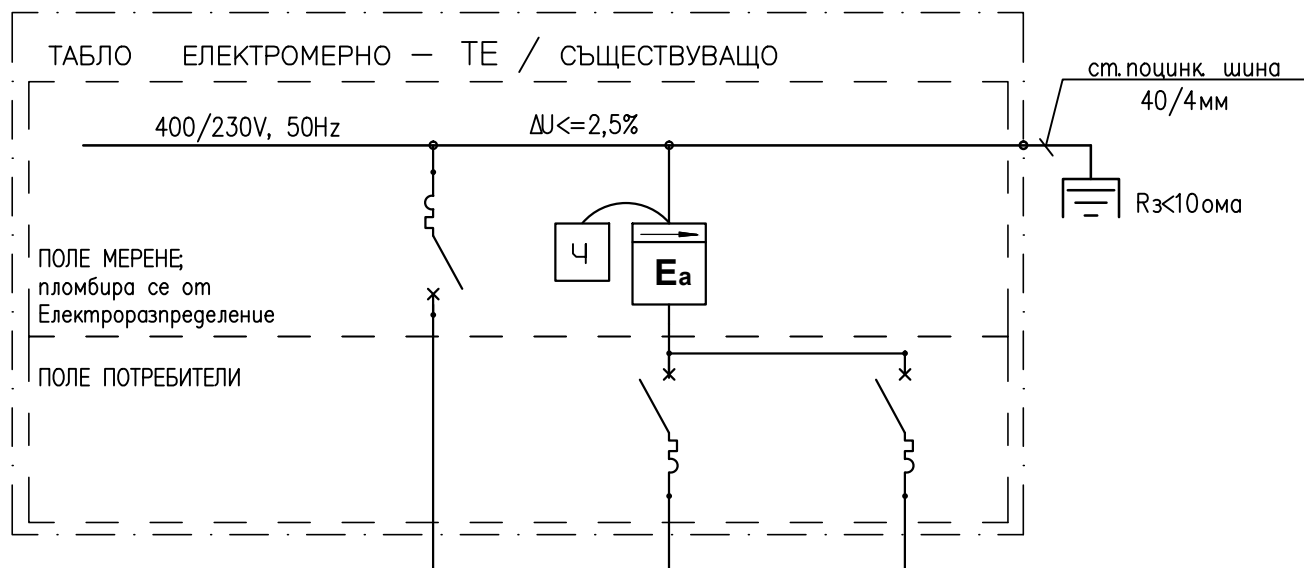 ТАБЛО ЕЛЕКТРОМЕРНО – ТЕ / СЪЩЕСТВУВАЩО
ст.поцинк. шина
40/4мм
400/230V, 50Hz
ΔU<=2,5%
Rз<10ома
Ч
Eа
ПОЛЕ МЕРЕНЕ;
пломбира се от
Електроразпределение
ПОЛЕ ПОТРЕБИТЕЛИ